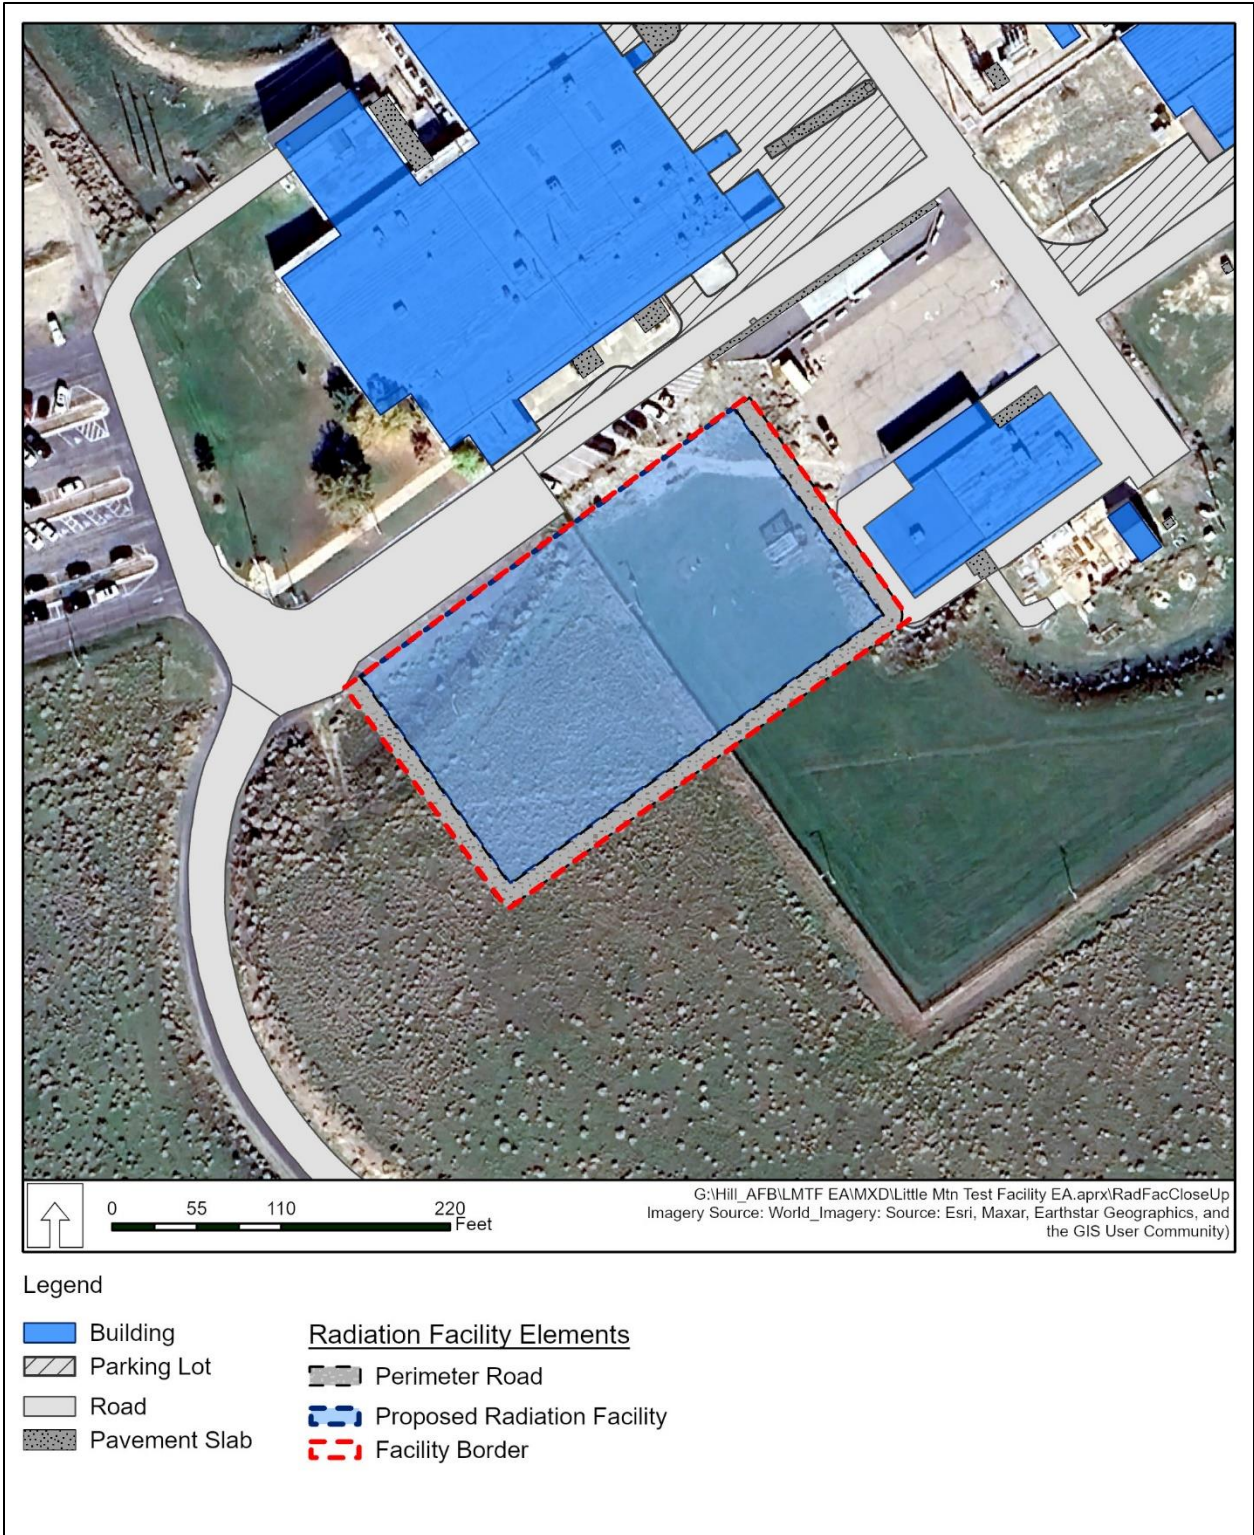 0 55 110 220
Feet
G:\Hill_AFB\LMTF EA\MXD\Little Mtn Test Facility EA.aprx\RadFacCloseUp
Imagery Source: World_Imagery: Source: Esri, Maxar, Earthstar Geographics, and
the GIS User Community)
Legend
Building
Parking Lot
Road
Pavement Slab
Radiation Facility Elements
Perimeter Road
Proposed Radiation Facility
Facility Border